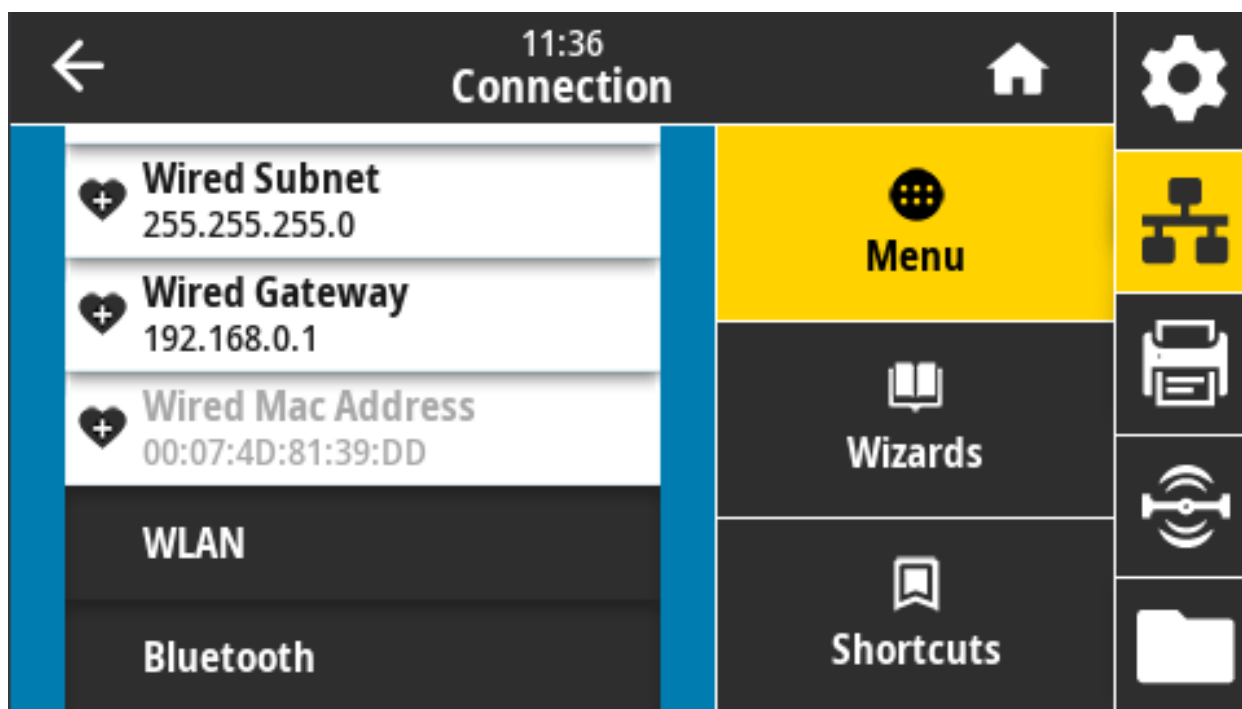 11:36
Connection
Wired Subnet
255.255.255.0
Wired Gateway
192.168.0.1
Wired Mac Address
00:07:4D:81:39:DD
WLAN
Bluetooth
Menu
Wizards
Shortcuts